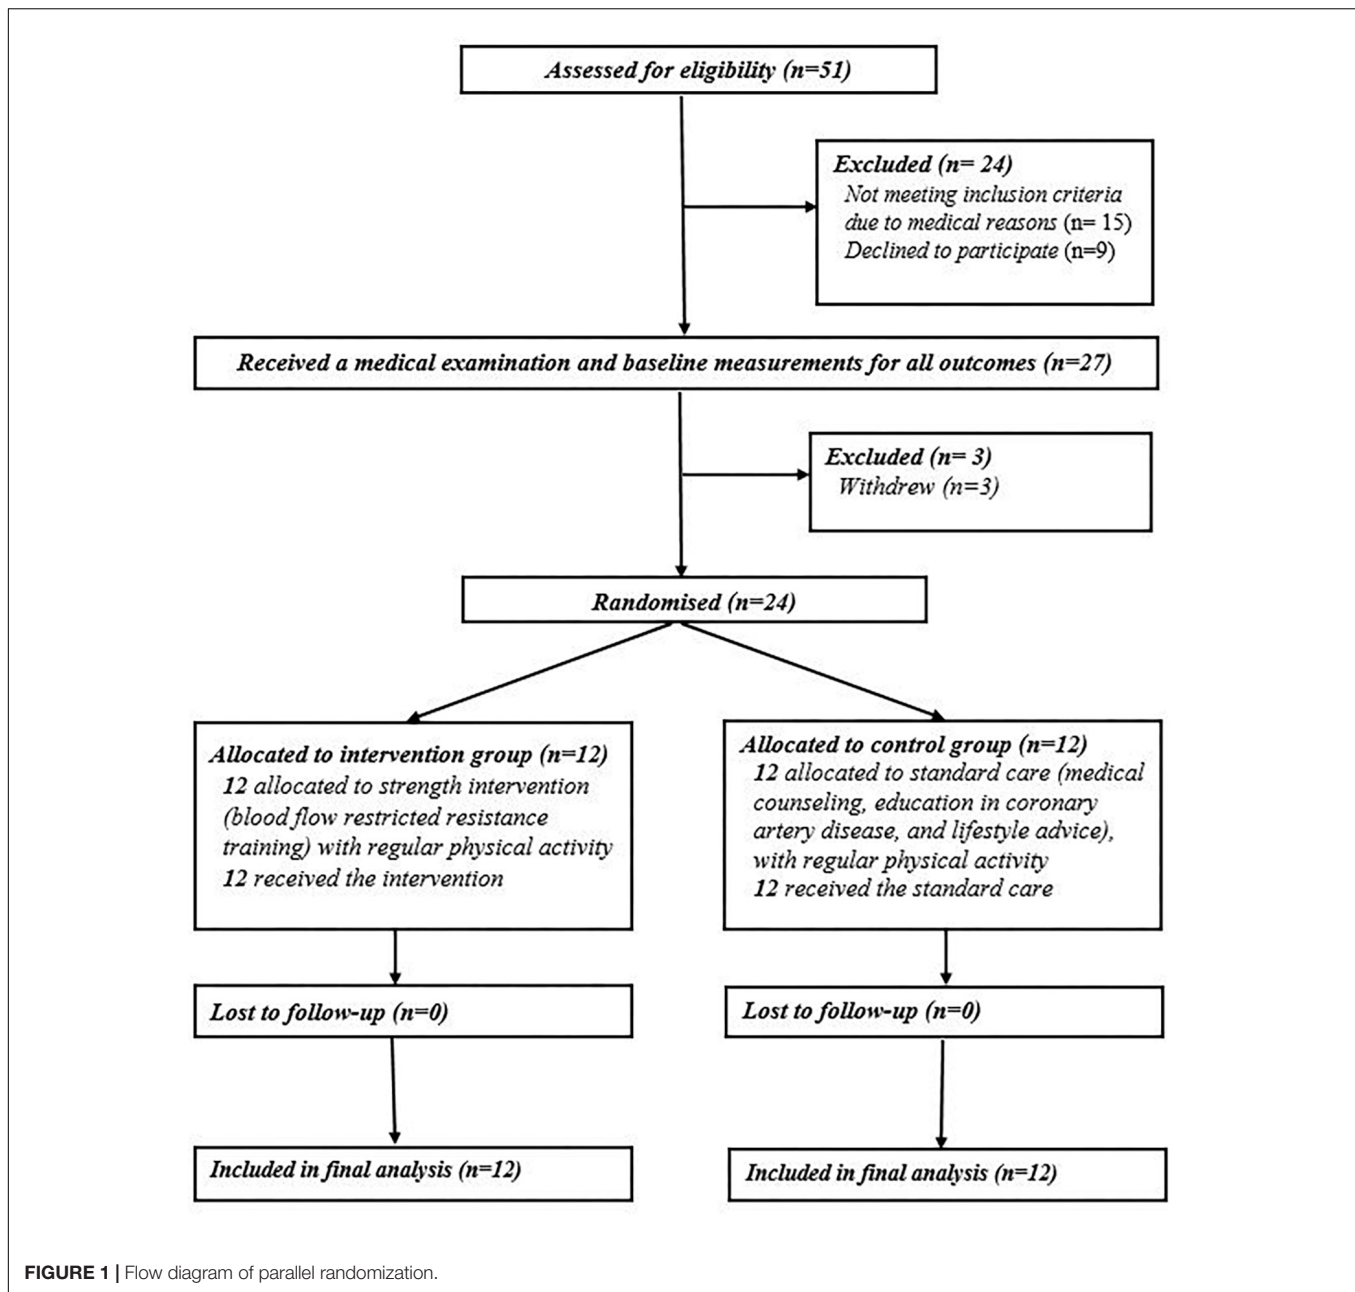 Assessed for eligibility (n=51)
Excluded (n= 24)
Not meeting inclusion criteria
due to medical reasons (n= 15)
Declined to participate (n=9)
Received a medical examination and baseline measurements for all outcomes (n=27)
Excluded (n= 3)
Withdrew (n=3)
Randomised (n=24)
Allocated to intervention group (n=12)
12 allocated to strength intervention
(blood flow restricted resistance
training) with regular physical activity
12 received the intervention
Allocated to control group (n=12)
12 allocated to standard care (medical
counseling, education in coronary
artery disease, and lifestyle advice),
with regular physical activity
12 received the standard care
Lost to follow-up (n=0)
Lost to follow-up (n=0)
Included in final analysis (n=12)
Included in final analysis (n=12)
FIGURE 1 | Flow diagram of parallel randomization.